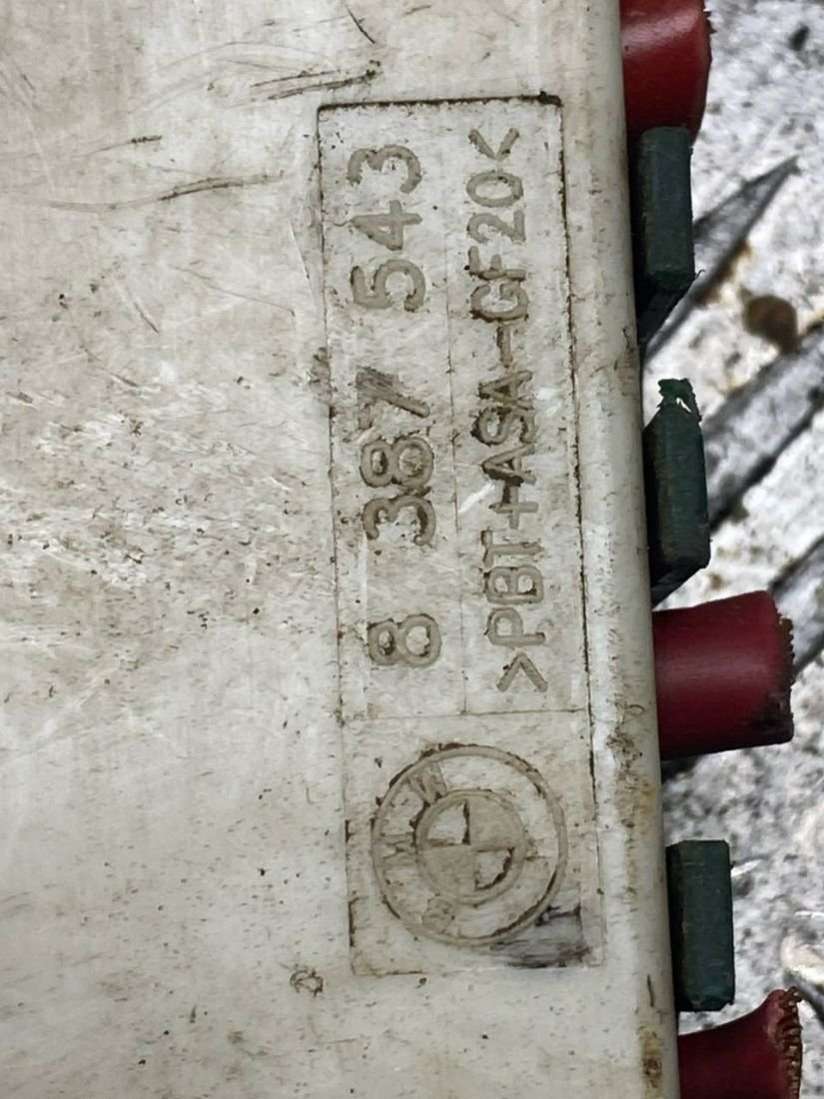 8 387 543
>PBT+ASA-GF20<
BMW